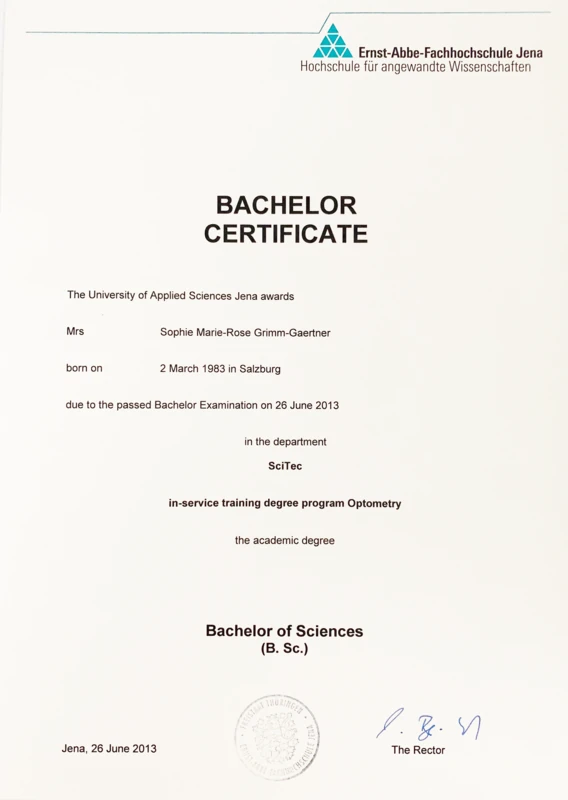 Ernst-Abbe-Fachhochschule Jena
Hochschule für angewandte Wissenschaften
BACHELOR
CERTIFICATE
The University of Applied Sciences Jena awards
Mrs Sophie Marie-Rose Grimm-Gaertner
born on 2 March 1983 in Salzburg
due to the passed Bachelor Examination on 26 June 2013
in the department
SciTec
in-service training degree program Optometry
the academic degree
Bachelor of Sciences
(B. Sc.)
Jena, 26 June 2013
The Rector